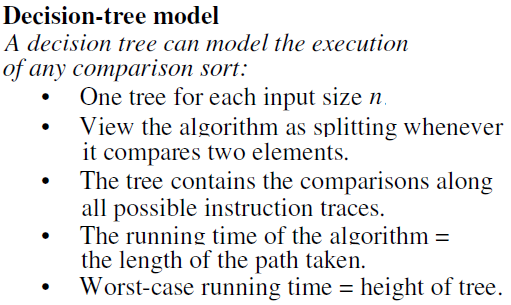 Decision-tree model
A decision tree can model the execution
of any comparison sort:
• One tree for each input size n.
• View the algorithm as splitting whenever
it compares two elements.
• The tree contains the comparisons along
all possible instruction traces.
• The running time of the algorithm =
the length of the path taken.
• Worst-case running time = height of tree.